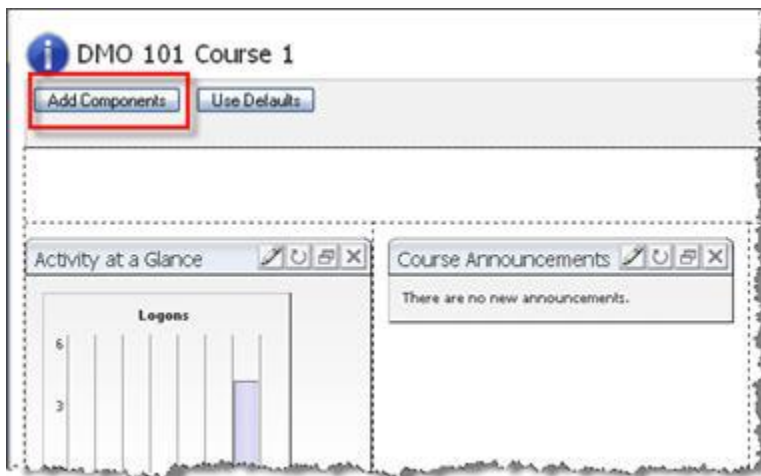 DMO 101 Course 1
Add Components Use Defaults
Activity at a Glance
Course Announcements
There are no new announcements.
Logons
6
3